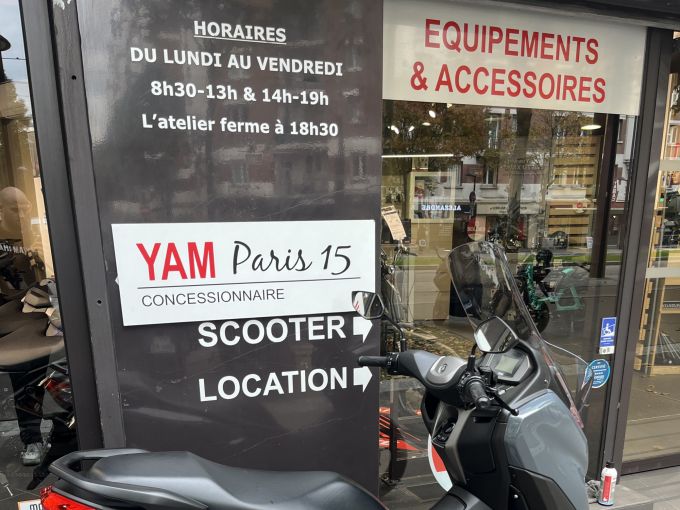 HORAIRES
DU LUNDI AU VENDREDI
8h30-13h & 14h-19h
L'atelier ferme à 18h30
EQUIPEMENTS
& ACCESSOIRES
YAM Paris 15
CONCESSIONNAIRE
SCOOTER
LOCATION